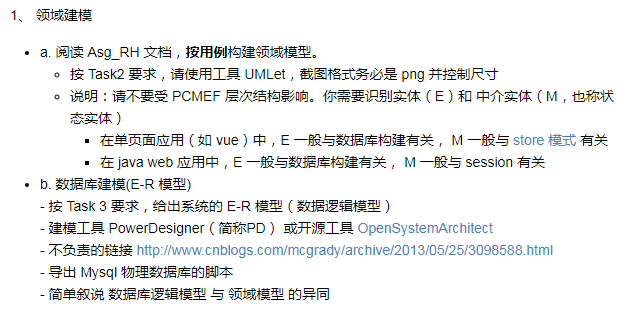 1、 领域建模
a. 阅读 Asg_RH 文档，按用例构建领域模型。
按 Task2 要求，请使用工具 UMLet，截图格式务必是 png 并控制尺寸
说明：请不要受 PCMEF 层次结构影响。你需要识别实体（E）和 中介实体（M，也称状
态实体）
在单页面应用（如 vue）中，E 一般与数据库构建有关， M 一般与 store 模式 有关
在 java web 应用中，E 一般与数据库构建有关， M 一般与 session 有关
b. 数据库建模(E-R 模型)
- 按 Task 3 要求，给出系统的 E-R 模型（数据逻辑模型）
- 建模工具 PowerDesigner（简称PD） 或开源工具 OpenSystemArchitect
- 不负责的链接 http://www.cnblogs.com/mcgrady/archive/2013/05/25/3098588.html
- 导出 Mysql 物理数据库的脚本
- 简单叙说 数据库逻辑模型 与 领域模型 的异同